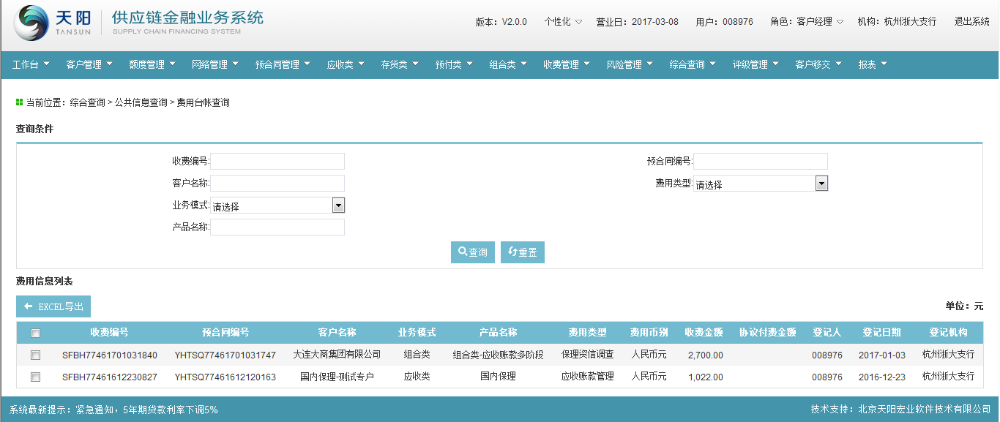 天阳 TANSUN 供应链金融业务系统
SUPPLY CHAIN FINANCING SYSTEM
版本：V2.0.0 个性化 营业日：2017-03-08 用户：008976 角色：客户经理 机构：杭州浙大支行 退出系统
工作台 客户管理 额度管理 网络管理 预合同管理 应收类 存货类 预付类 组合类 收费管理 风险管理 综合查询 评级管理 客户移交 报表
当前位置：综合查询 > 公共信息查询 > 费用台帐查询
查询条件
收费编号: 预合同编号:
客户名称: 费用类型: 请选择
业务模式: 请选择
产品名称:
查询 重置
费用信息列表
EXCEL导出 单位：元
收费编号 预合同编号 客户名称 业务模式 产品名称 费用类型 费用币别 收费金额 协议付费金额 登记人 登记日期 登记机构
SFBH77461701031840 YHTSQ77461701031747 大连大商集团有限公司 组合类 组合类-应收账款多阶段 保理资信调查 人民币元 2,700.00 008976 2017-01-03 杭州浙大支行
SFBH77461612230827 YHTSQ77461612120163 国内保理-测试专户 应收类 国内保理 应收账款管理 人民币元 1,022.00 008976 2016-12-23 杭州浙大支行
系统最新提示：紧急通知，5年期贷款利率下调5% 技术支持：北京天阳宏业软件技术有限公司